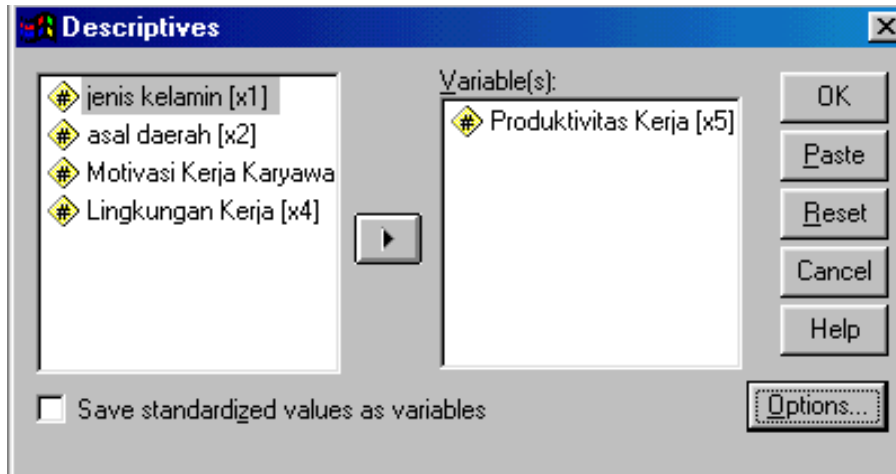 Descriptives
jenis kelamin [x1]
asal daerah [x2]
Motivasi Kerja Karyawa
Lingkungan Kerja [x4]
Variable(s):
Produktivitas Kerja [x5]
OK
Paste
Reset
Cancel
Help
Save standardized values as variables
Options...